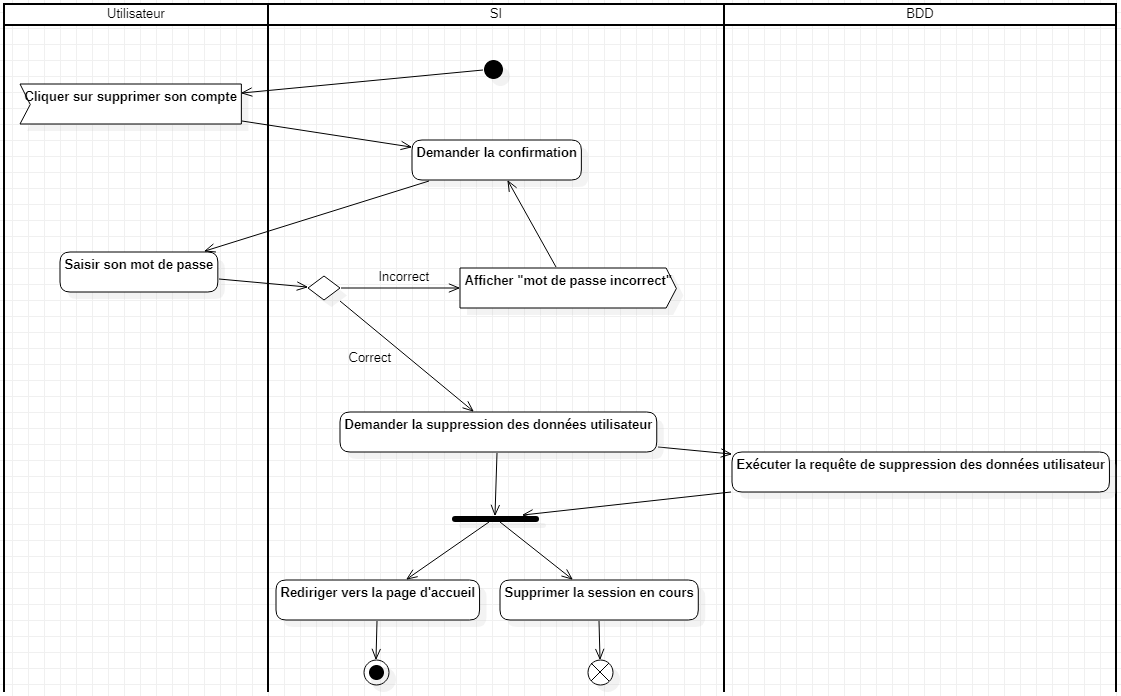 Utilisateur
SI
BDD
Cliquer sur supprimer son compte
Demander la confirmation
Saisir son mot de passe
Incorrect
Afficher "mot de passe incorrect"
Correct
Demander la suppression des données utilisateur
Exécuter la requête de suppression des données utilisateur
Rediriger vers la page d'accueil
Supprimer la session en cours